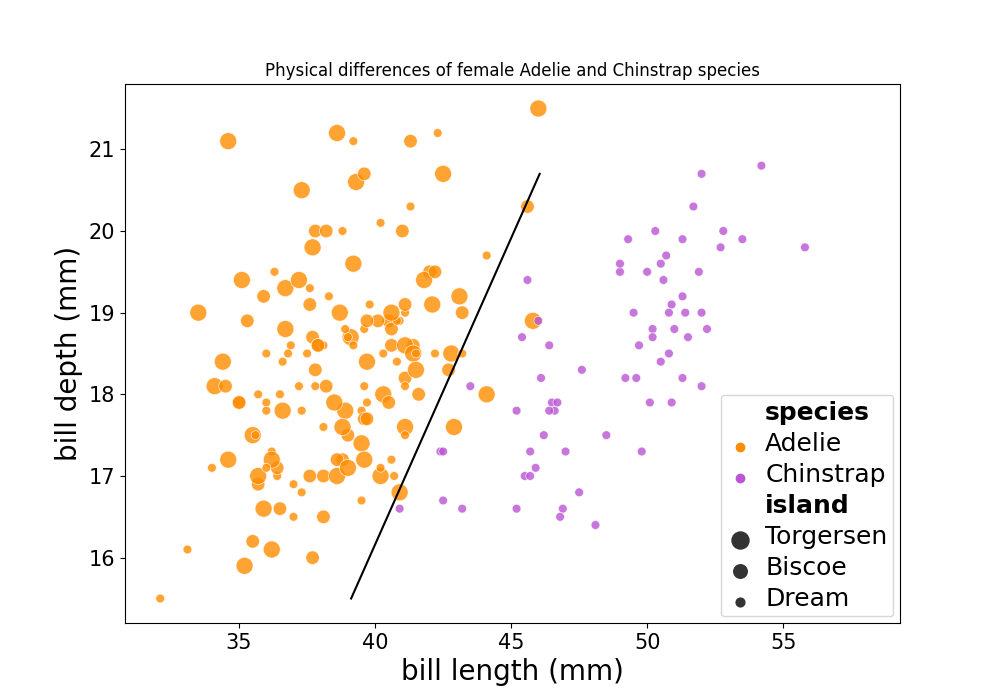 Physical differences of female Adelie and Chinstrap species
bill depth (mm)
21
20
19
18
17
16
species
Adelie
Chinstrap
island
Torgersen
Biscoe
Dream
35
40
45
50
55
bill length (mm)